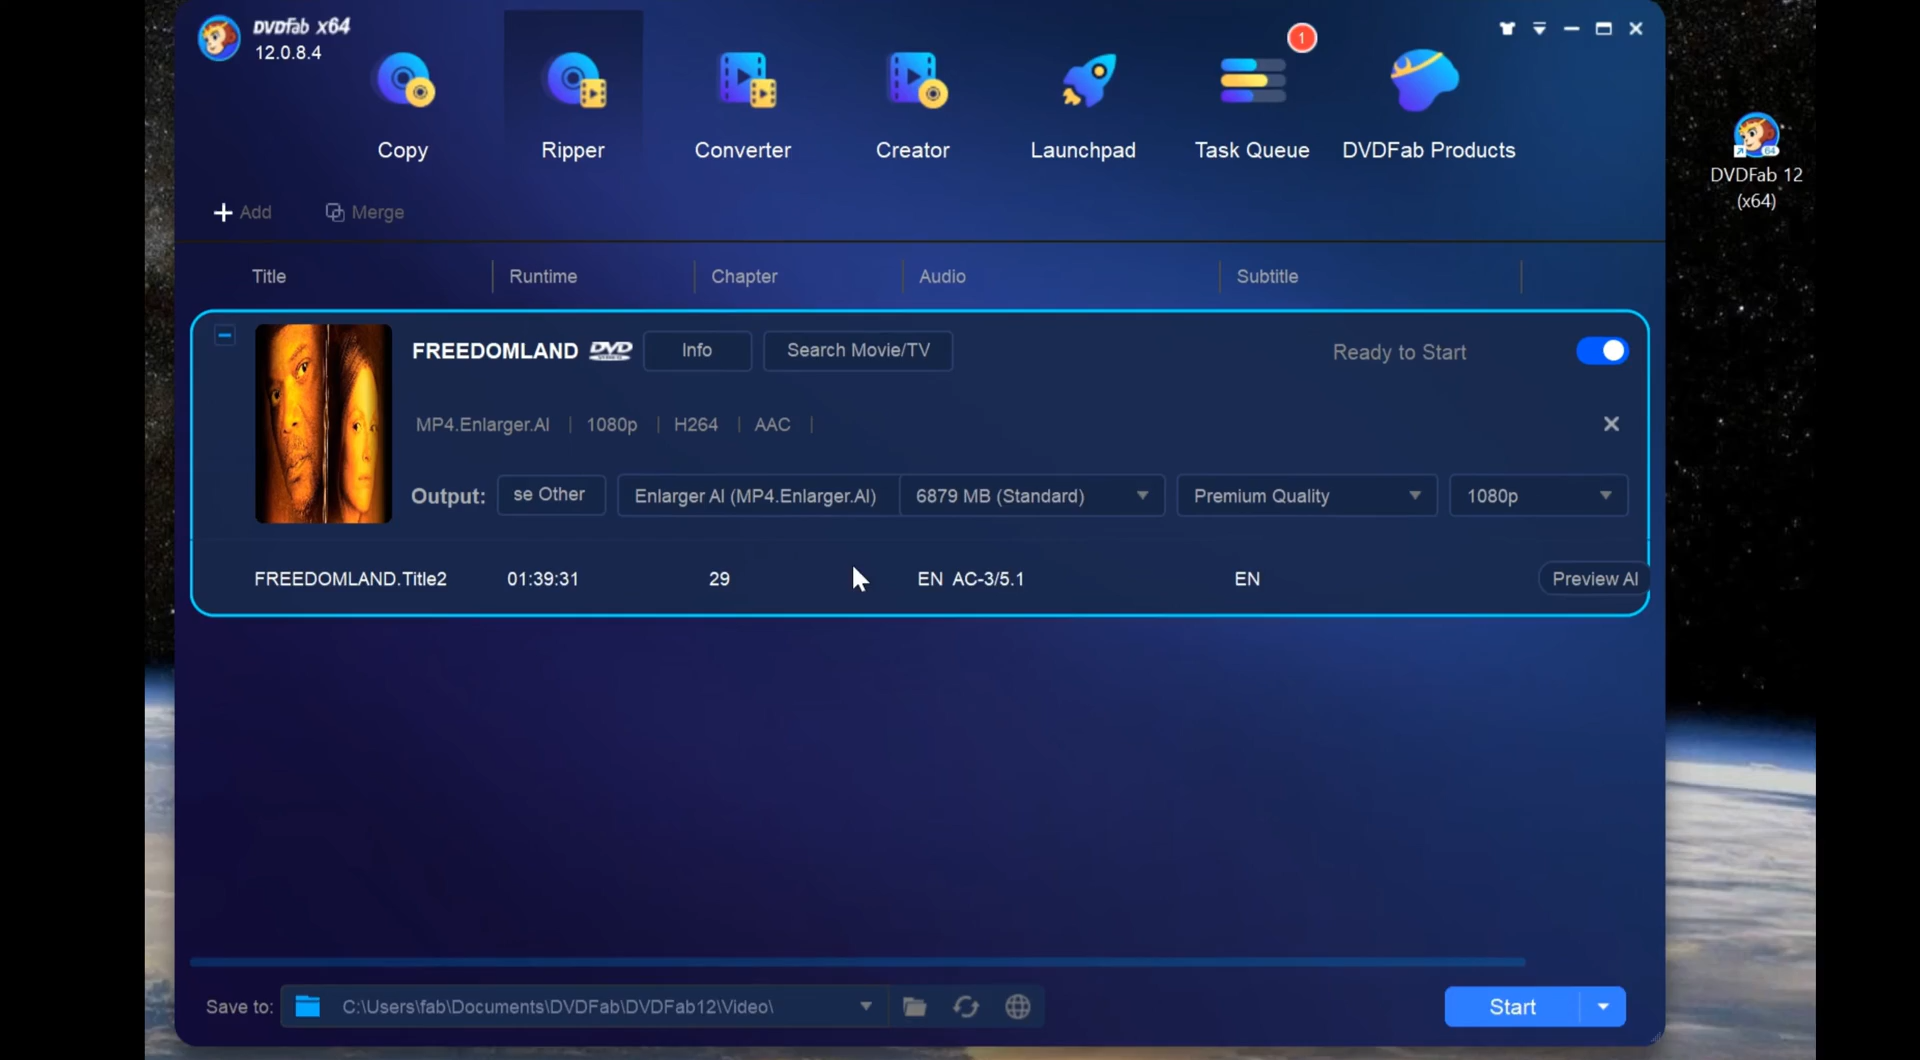 DVDFab x64
12.0.8.4
1
Copy
Ripper
Converter
Creator
Launchpad
Task Queue
DVDFab Products
DVDFab 12
(x64)
64
Add
Merge
Title
Runtime
Chapter
Audio
Subtitle
FREEDOMLAND
DVD
Info
Search Movie/TV
Ready to Start
MP4.Enlarger.AI
1080p
H264
AAC
Output:
se Other
Enlarger AI (MP4.Enlarger.AI)
6879 MB (Standard)
Premium Quality
1080p
FREEDOMLAND.Title2
01:39:31
29
EN AC-3/5.1
EN
Preview AI
Save to:
C:\Users\fab\Documents\DVDFab\DVDFab12\Video\
Start